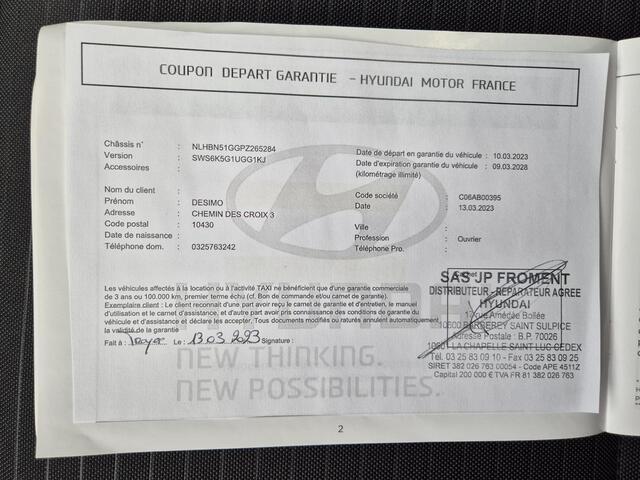 COUPON DEPART GARANTIE - HYUNDAI MOTOR FRANCE
Châssis n° : NLHBN51GGPZ265284
Version : SWS6K5G1UGG1KJ
Accessoires :
Date de départ en garantie du véhicule : 10.03.2023
Date d'expiration garantie du véhicule : 09.03.2028
(kilométrage illimité)
Nom du client :
Prénom : DESIMO
Adresse : CHEMIN DES CROIX 3
Code postal : 10430
Date de naissance :
Téléphone dom. : 0325763242
Code société : C06AB00395
Date : 13.03.2023
Ville :
Profession : Ouvrier
Téléphone Pro. :
Les véhicules affectés à la location ou à l'activité TAXI ne bénéficient que d'une garantie commerciale
de 3 ans ou 100.000 km, premier terme échu (cf. Bon de commande et/ou carnet de garantie).
Exemplaire client : Le client reconnait d'une part avoir reçu le carnet de garantie et d'entretien, le manuel
d'utilisation et le carnet d'assistance, et d'autre part avoir pris connaissance des conditions de garantie du
véhicule et d'assistance et déclare les accepter. Tous documents modifiés ou raturés annulent automatiquement
la validité de la garantie
Fait à : Le : 13 03 2023 Signature :
SAS JP FROMENT
DISTRIBUTEUR - REPARATEUR AGREE
HYUNDAI
17 rue Amédée Bollée
10600 BARBEREY SAINT SULPICE
Adresse Postale : B.P. 70026
LA CHAPELLE SAINT LUC CEDEX
Tél. 03 25 83 09 10 - Fax 03 25 83 09 25
SIRET 382 026 763 00054 - Code APE 4511Z
Capital 200 000 € TVA FR 81 382 026 763
NEW THINKING.
NEW POSSIBILITIES.
2